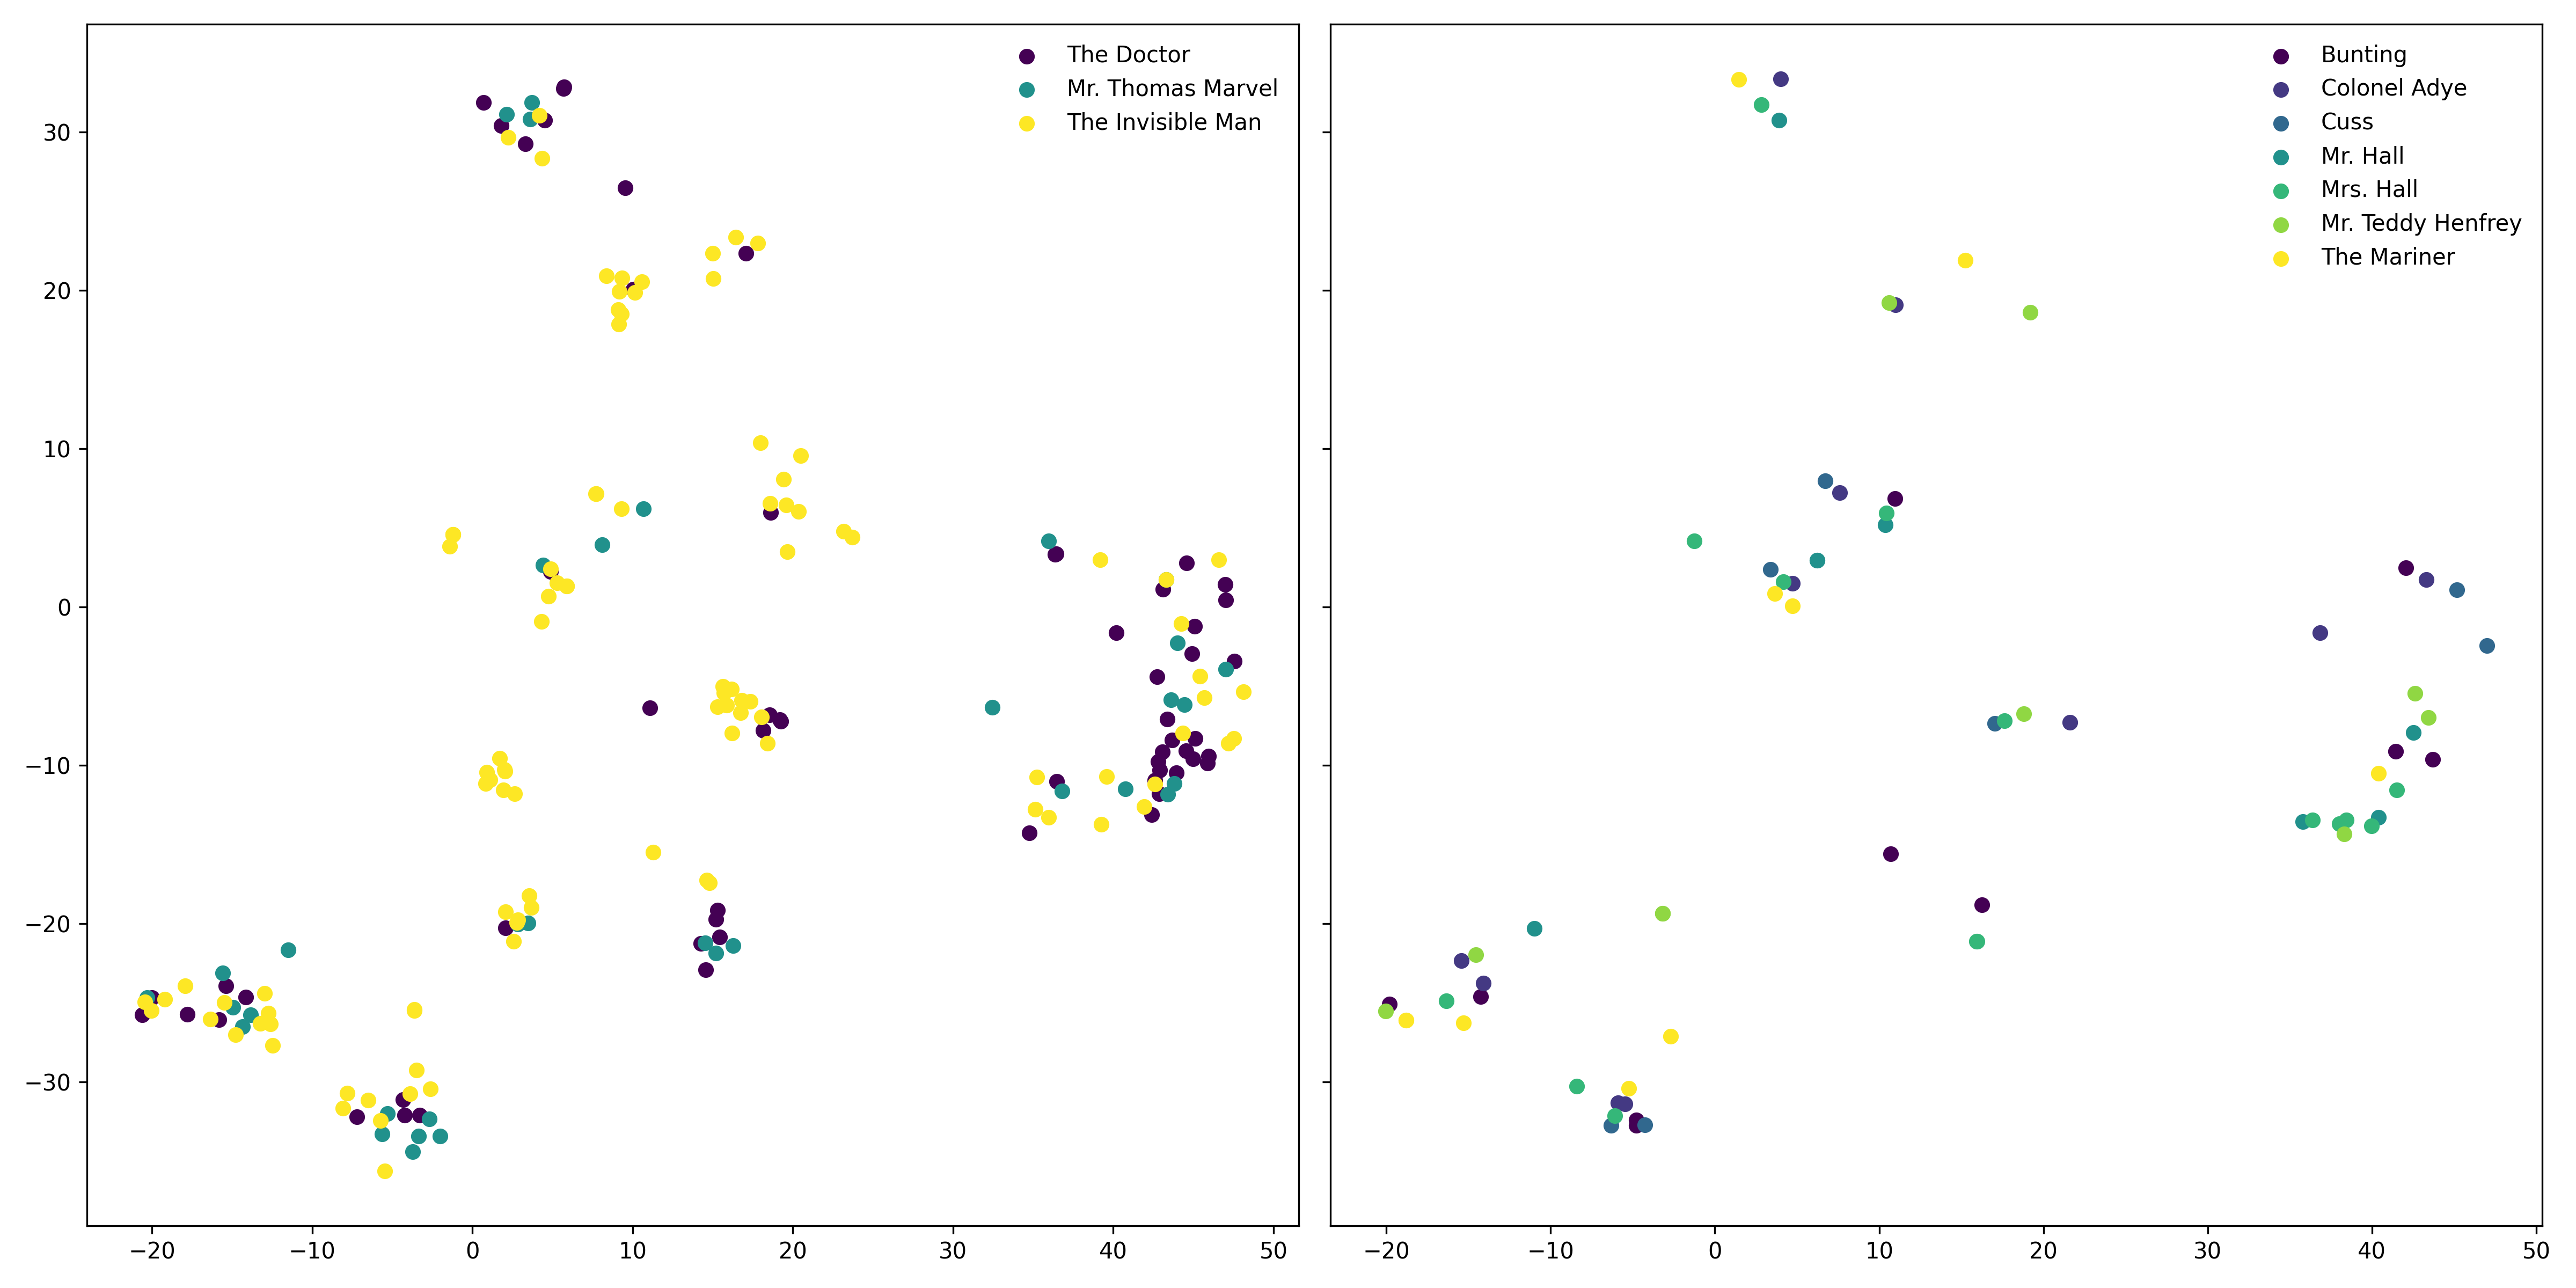 The Doctor
Mr. Thomas Marvel
The Invisible Man
30
20
10
0
−10
−20
−30
−20 −10 0 10 20 30 40 50
Bunting
Colonel Adye
Cuss
Mr. Hall
Mrs. Hall
Mr. Teddy Henfrey
The Mariner
−20 −10 0 10 20 30 40 50